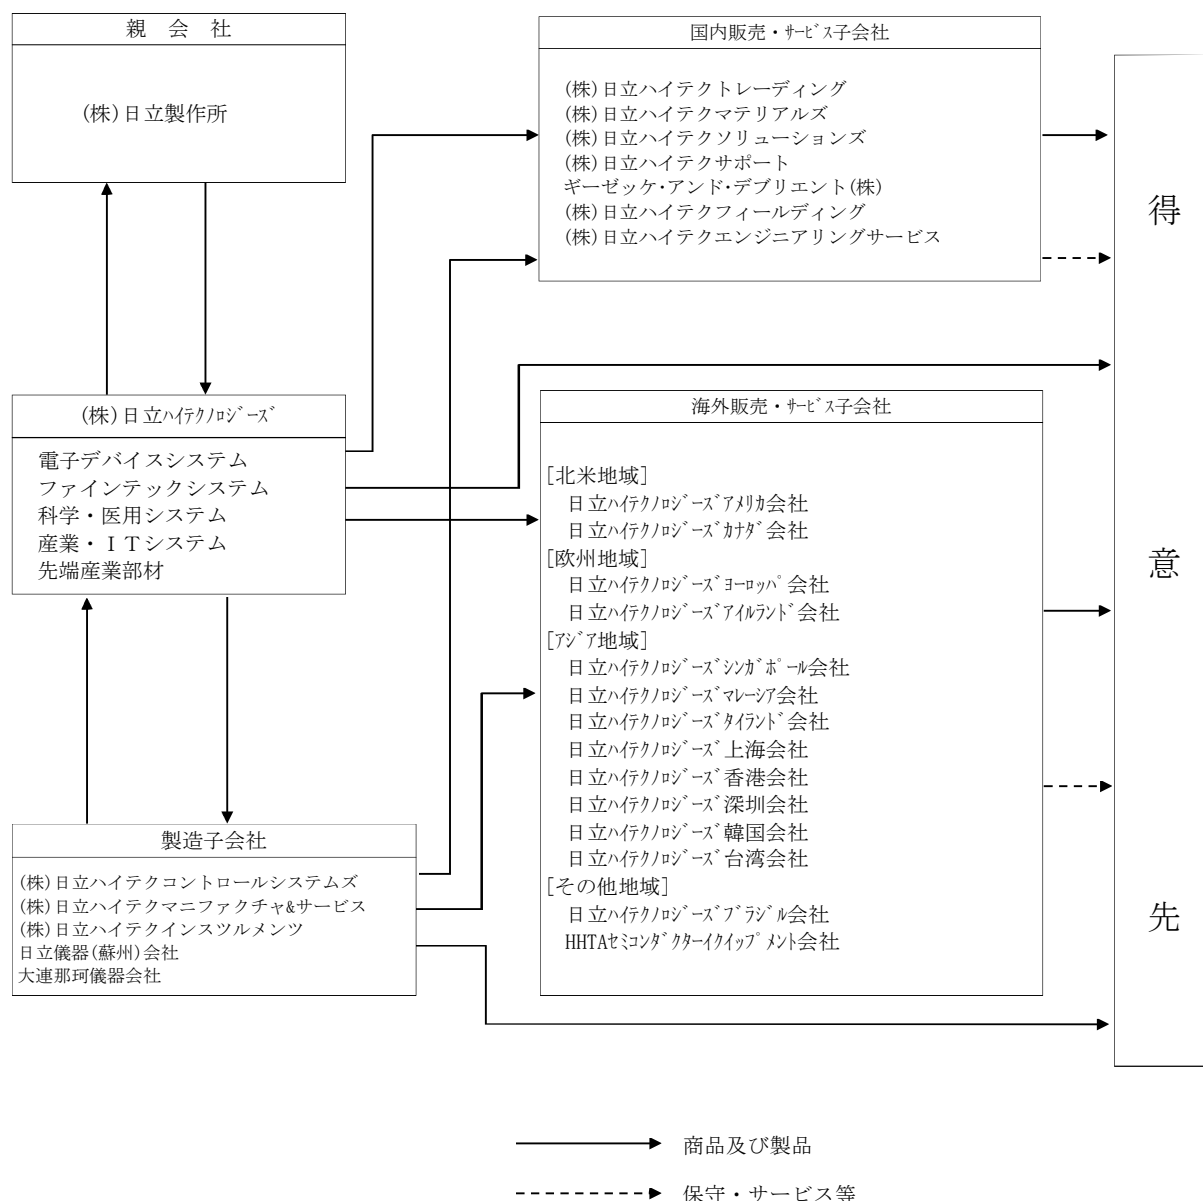 親　会　社
(株)日立製作所
(株)日立ﾊｲﾃｸﾉﾛｼﾞｰｽﾞ
電子デバイスシステム
ファインテックシステム
科学・医用システム
産業・ＩＴシステム
先端産業部材
製造子会社
(株)日立ハイテクコントロールシステムズ
(株)日立ハイテクマニファクチャ&サービス
(株)日立ハイテクインスツルメンツ
日立儀器(蘇州)会社
大連那珂儀器会社
国内販売・ｻｰﾋﾞｽ子会社
(株)日立ハイテクトレーディング
(株)日立ハイテクマテリアルズ
(株)日立ハイテクソリューションズ
(株)日立ハイテクサポート
ギーゼッケ･アンド･デブリエント(株)
(株)日立ハイテクフィールディング
(株)日立ハイテクエンジニアリングサービス
海外販売・ｻｰﾋﾞｽ子会社
[北米地域]
日立ﾊｲﾃｸﾉﾛｼﾞｰｽﾞｱﾒﾘｶ会社
日立ﾊｲﾃｸﾉﾛｼﾞｰｽﾞｶﾅﾀﾞ会社
[欧州地域]
日立ﾊｲﾃｸﾉﾛｼﾞｰｽﾞﾖｰﾛｯﾊﾟ会社
日立ﾊｲﾃｸﾉﾛｼﾞｰｽﾞｱｲﾙﾗﾝﾄﾞ会社
[ｱｼﾞｱ地域]
日立ﾊｲﾃｸﾉﾛｼﾞｰｽﾞｼﾝｶﾞﾎﾟｰﾙ会社
日立ﾊｲﾃｸﾉﾛｼﾞｰｽﾞﾏﾚｰｼｱ会社
日立ﾊｲﾃｸﾉﾛｼﾞｰｽﾞﾀｲﾗﾝﾄﾞ会社
日立ﾊｲﾃｸﾉﾛｼﾞｰｽﾞ上海会社
日立ﾊｲﾃｸﾉﾛｼﾞｰｽﾞ香港会社
日立ﾊｲﾃｸﾉﾛｼﾞｰｽﾞ深圳会社
日立ﾊｲﾃｸﾉﾛｼﾞｰｽﾞ韓国会社
日立ﾊｲﾃｸﾉﾛｼﾞｰｽﾞ台湾会社
[その他地域]
日立ﾊｲﾃｸﾉﾛｼﾞｰｽﾞﾌﾞﾗｼﾞﾙ会社
HHTAｾﾐｺﾝﾀﾞｸﾀｰｲｸｲｯﾌﾟﾒﾝﾄ会社
得
意
先
商品及び製品
保守・サービス等